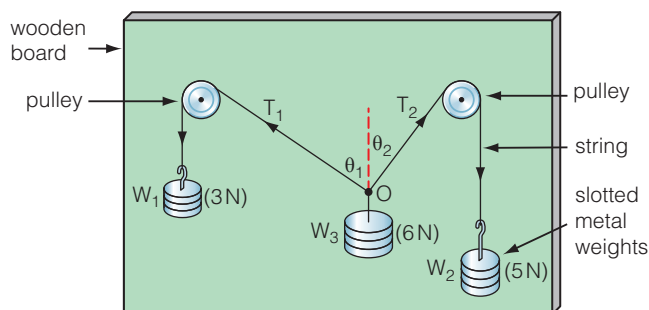 wooden
board
pulley
T1
T2
pulley
θ1
θ2
string
O
W1 (3N)
W3 (6N)
slotted
metal
weights
W2 (5N)